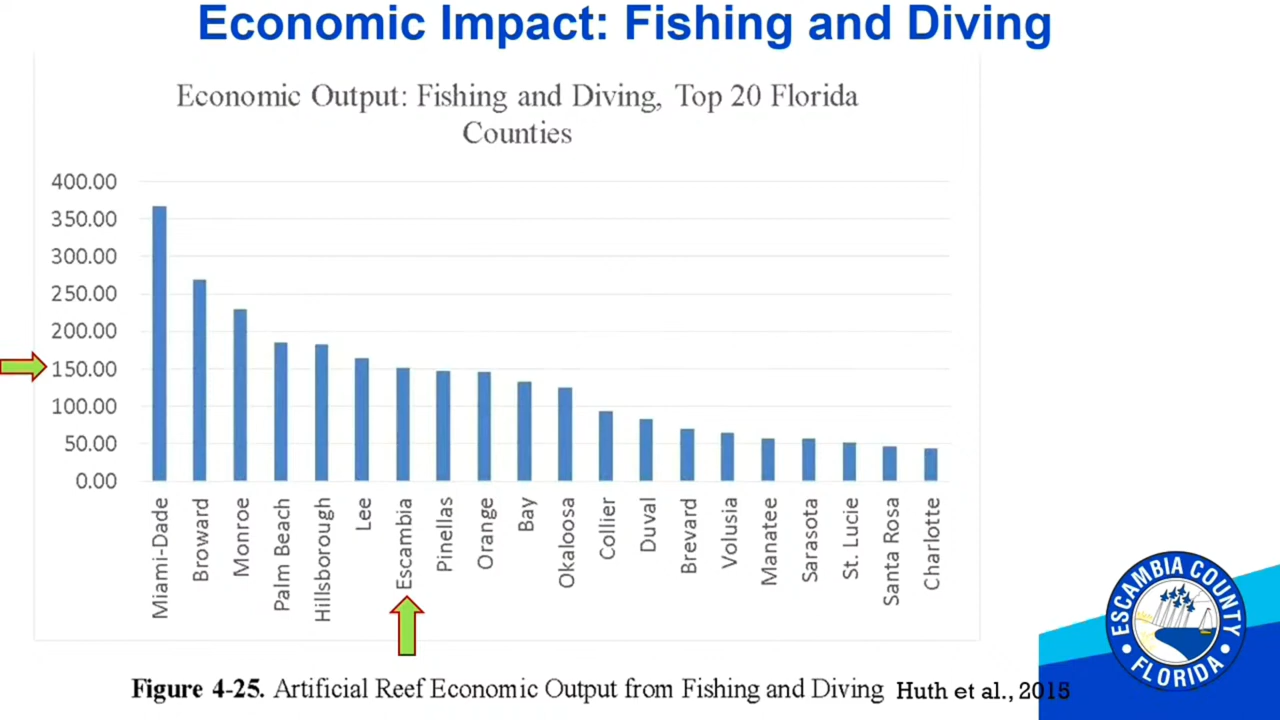 Economic Impact: Fishing and Diving
Economic Output: Fishing and Diving, Top 20 Florida
Counties
400.00
350.00
300.00
250.00
200.00
150.00
100.00
50.00
0.00
Miami-Dade
Broward
Monroe
Palm Beach
Hillsborough
Lee
Escambia
Pinellas
Orange
Bay
Okaloosa
Collier
Duval
Brevard
Volusia
Manatee
Sarasota
St. Lucie
Santa Rosa
Charlotte
Figure 4-25. Artificial Reef Economic Output from Fishing and Diving Huth et al., 2015
ESCAMBIA COUNTY
FLORIDA